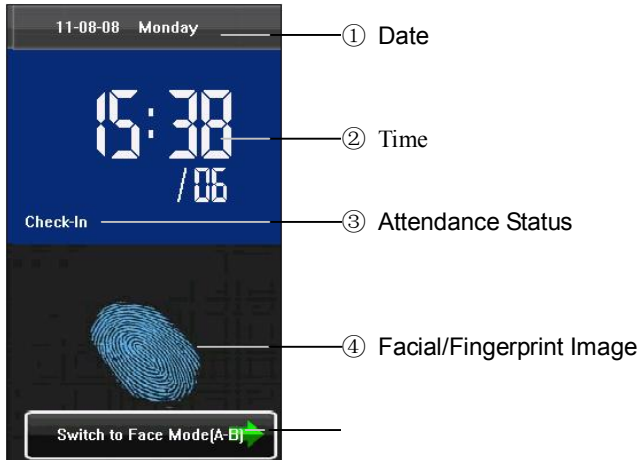 11-08-08 Monday
① Date
15:38
② Time
/06
Check-In
③ Attendance Status
④ Facial/Fingerprint Image
Switch to Face Mode(A-B)